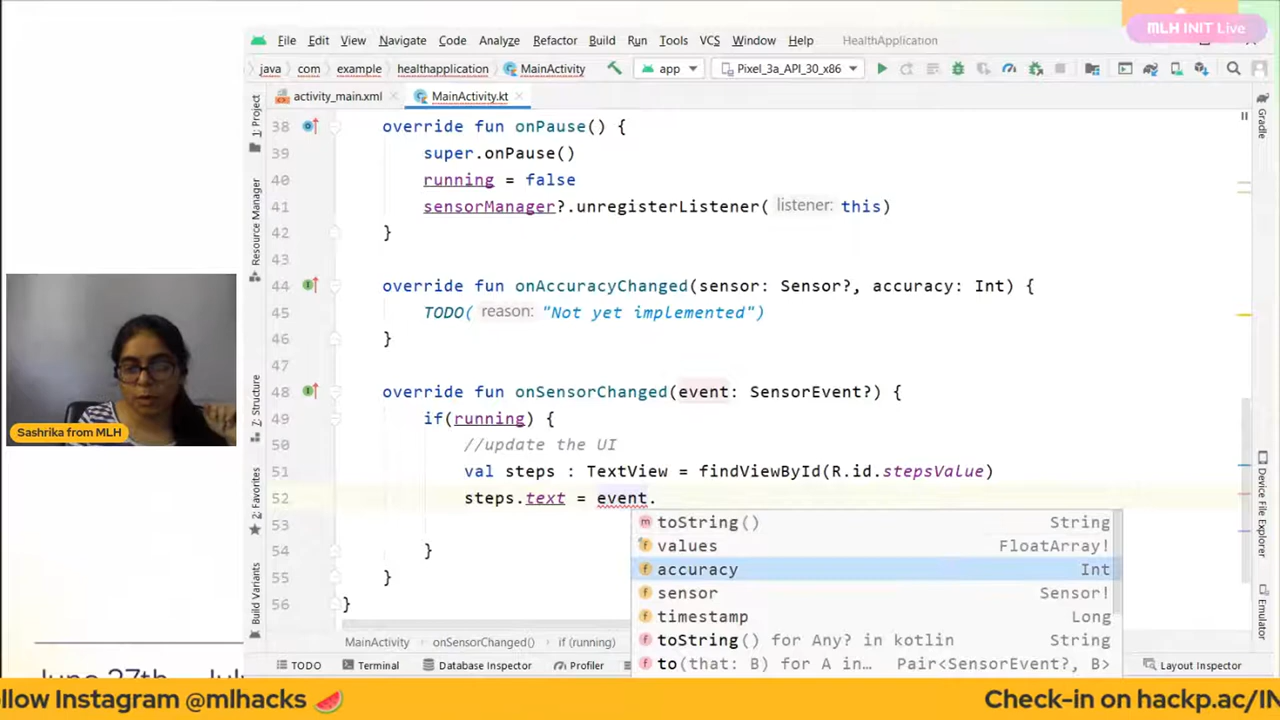 MLH INIT Live
File Edit View Navigate Code Analyze Refactor Build Run Tools VCS Window Help HealthApplication
java com example healthapplication MainActivity app Pixel_3a_API_30_x86
activity_main.xml MainActivity.kt
38 override fun onPause() {
39 super.onPause()
40 running = false
41 sensorManager?.unregisterListener( listener: this)
42 }
43
44 override fun onAccuracyChanged(sensor: Sensor?, accuracy: Int) {
45 TODO( reason: "Not yet implemented")
46 }
47
48 override fun onSensorChanged(event: SensorEvent?) {
49 if(running) {
50 //update the UI
51 val steps : TextView = findViewById(R.id.stepsValue)
52 steps.text = event.
53
54 }
55 }
56 }
toString() String
values FloatArray!
accuracy Int
sensor Sensor!
timestamp Long
toString() for Any? in kotlin String
to(that: B) for A in... Pair<SensorEvent?, B>
MainActivity onSensorChanged() if (running)
TODO Terminal Database Inspector Profiler Layout Inspector
1: Project
Resource Manager
7: Structure
2: Favorites
Build Variants
Gradle
Device File Explorer
Emulator
Sashrika from MLH
ollow Instagram @mlhacks 🍉 Check-in on hackp.ac/IN